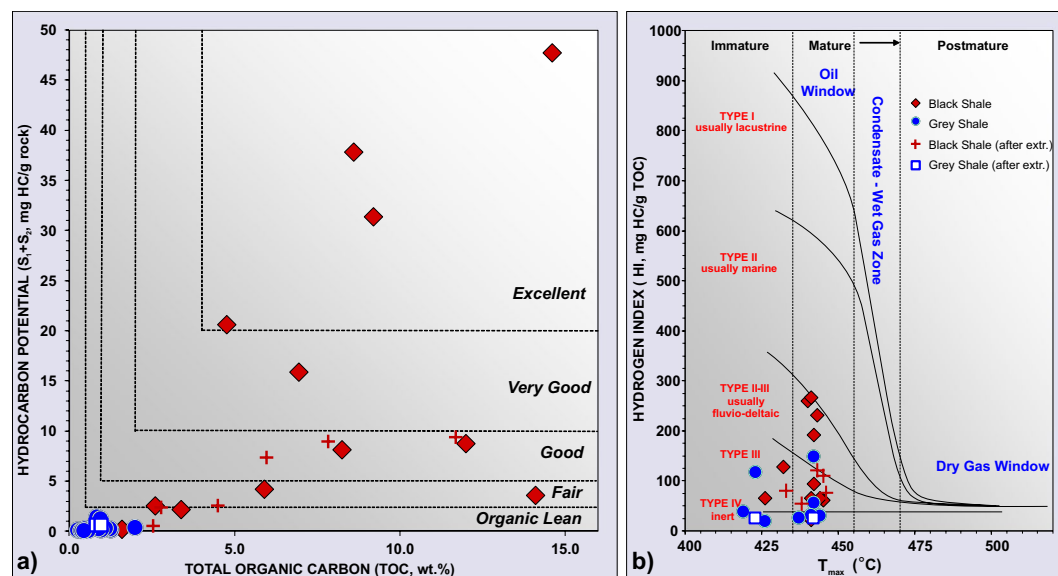 50
45
40
35
30
25
20
15
10
5
0
HYDROCARBON POTENTIAL (S1+S2, mg HC/g rock)
Excellent
Very Good
Good
Fair
Organic Lean
0.0
5.0
10.0
15.0
TOTAL ORGANIC CARBON (TOC, wt.%)
a)
1000
900
800
700
600
500
400
300
200
100
0
HYDROGEN INDEX ( HI, mg HC/g TOC)
Immature
Mature
Postmature
Oil
Window
Condensate - Wet Gas Zone
TYPE I
usually lacustrine
Black Shale
Grey Shale
Black Shale (after extr.)
Grey Shale (after extr.)
TYPE II
usually marine
TYPE II-III
usually
fluvio-deltaic
TYPE III
Dry Gas Window
TYPE IV
inert
400
425
450
475
500
Tmax (°C)
b)